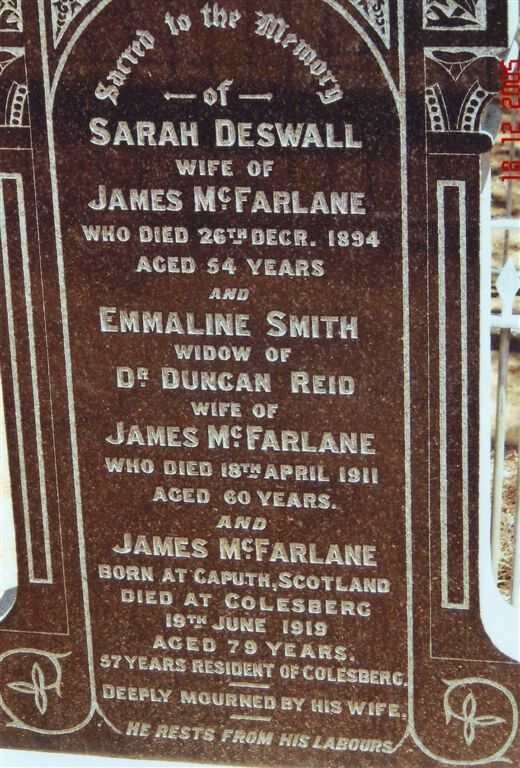 Sacred to the Memory
— of —
SARAH DESWALL
WIFE OF
JAMES McFARLANE
WHO DIED 26TH DECR. 1894
AGED 54 YEARS
AND
EMMALINE SMITH
WIDOW OF
DR DUNCAN REID
WIFE OF
JAMES McFARLANE
WHO DIED 18TH APRIL 1911
AGED 60 YEARS.
AND
JAMES McFARLANE
BORN AT CAPUTH, SCOTLAND
DIED AT COLESBERG
19TH JUNE 1919
AGED 79 YEARS.
57 YEARS RESIDENT OF COLESBERG.
DEEPLY MOURNED BY HIS WIFE.
HE RESTS FROM HIS LABOURS
18 12 2005